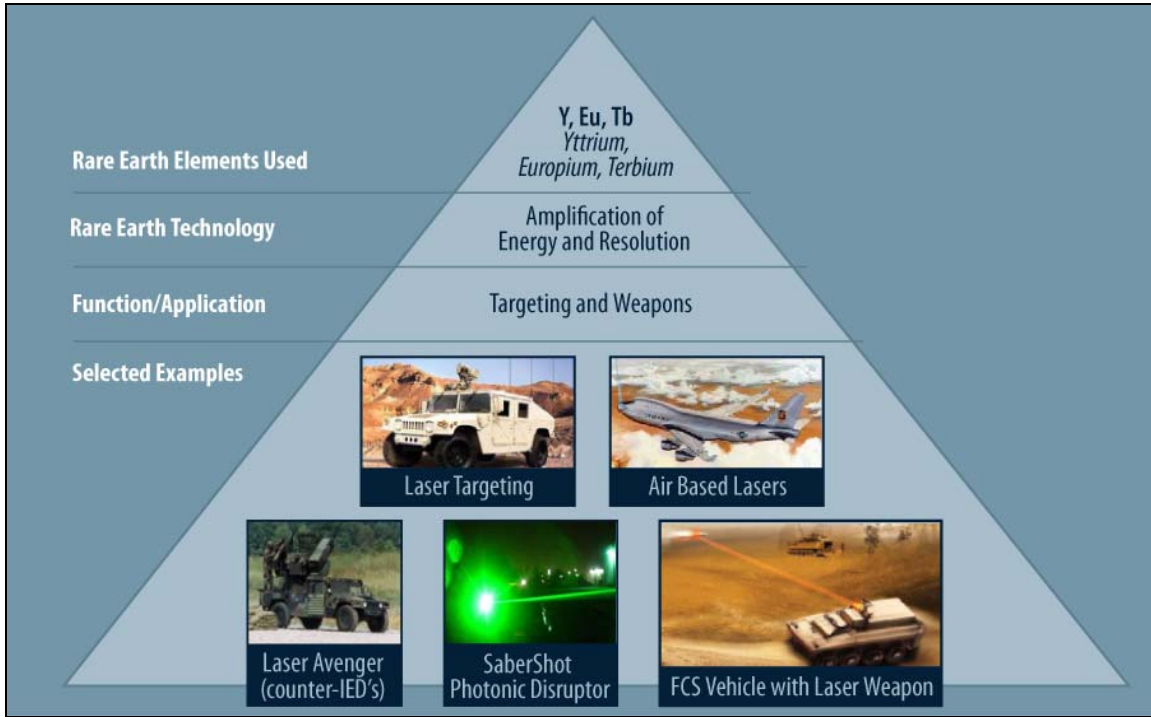 Y, Eu, Tb
Yttrium,
Europium, Terbium
Rare Earth Elements Used
Amplification of
Energy and Resolution
Rare Earth Technology
Function/Application
Targeting and Weapons
Selected Examples
Laser Targeting
Air Based Lasers
Laser Avenger
(counter-IED's)
SaberShot
Photonic Disruptor
FCS Vehicle with Laser Weapon